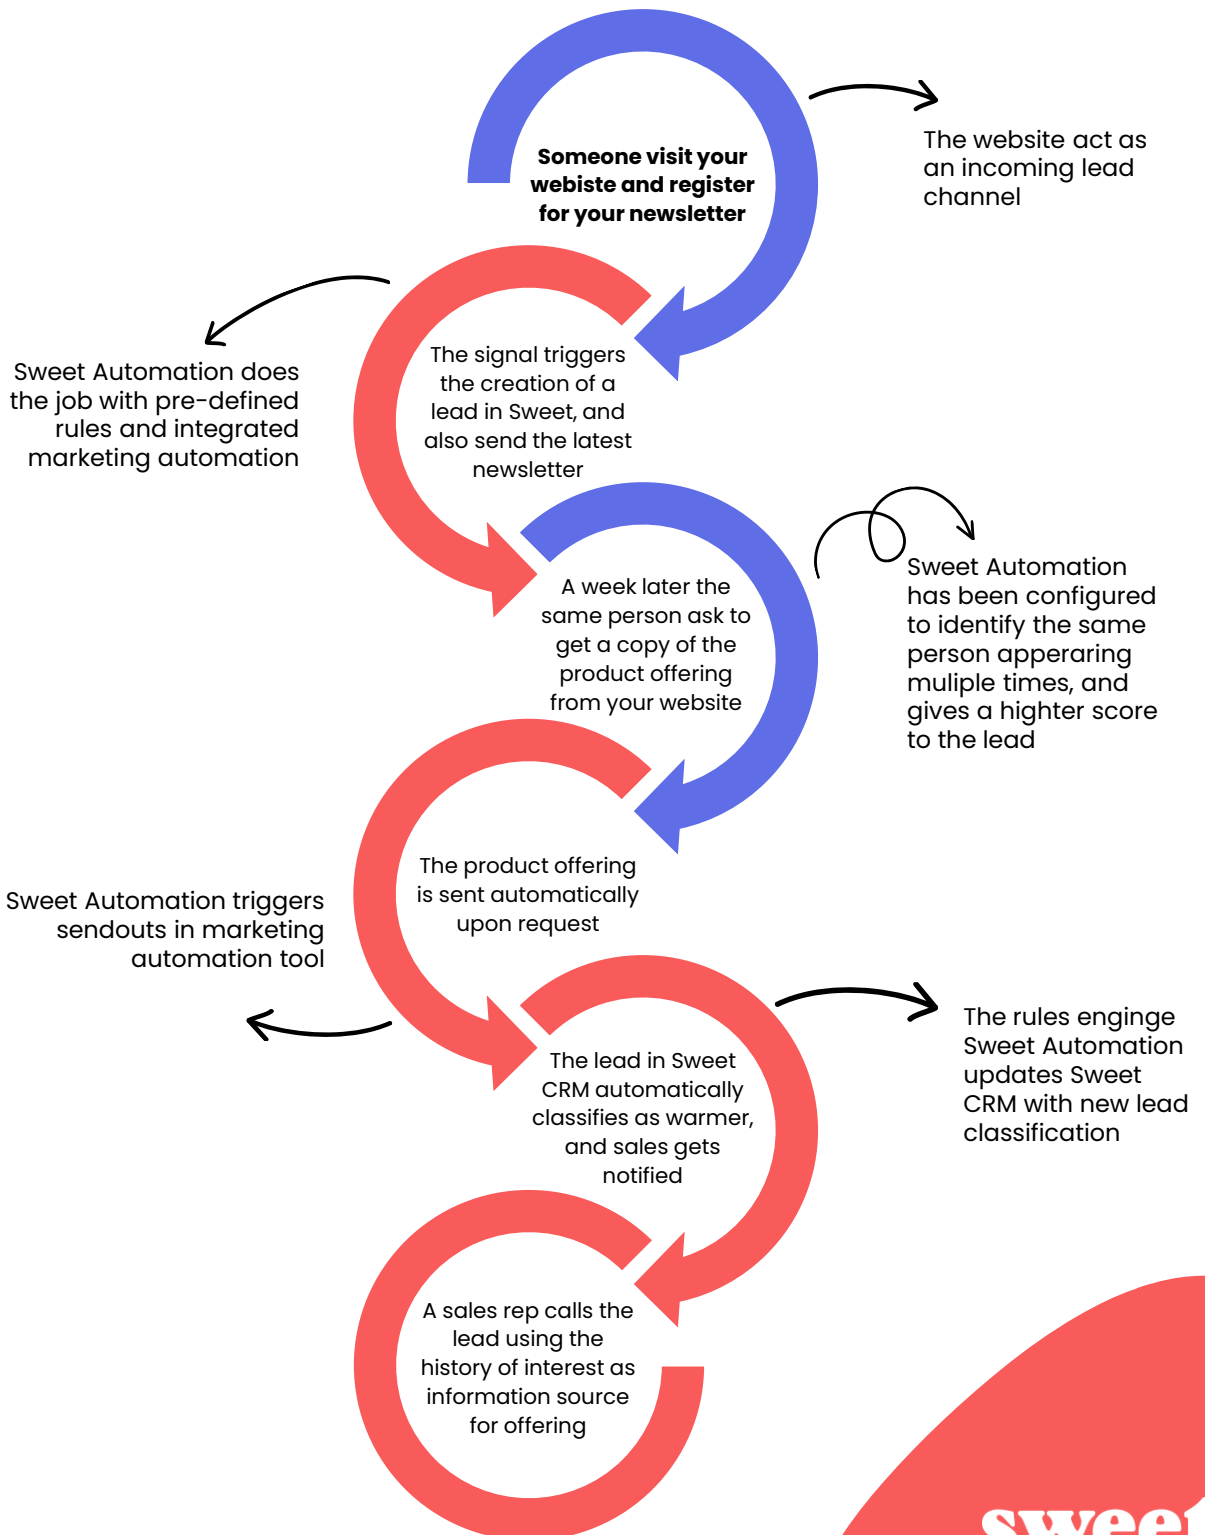 Someone visit your
webiste and register
for your newsletter
The website act as
an incoming lead
channel
The signal triggers
the creation of a
lead in Sweet, and
also send the latest
newsletter
Sweet Automation does
the job with pre-defined
rules and integrated
marketing automation
A week later the
same person ask to
get a copy of the
product offering
from your website
Sweet Automation
has been configured
to identify the same
person apperaring
muliple times, and
gives a highter score
to the lead
The product offering
is sent automatically
upon request
Sweet Automation triggers
sendouts in marketing
automation tool
The lead in Sweet
CRM automatically
classifies as warmer,
and sales gets
notified
The rules enginge
Sweet Automation
updates Sweet
CRM with new lead
classification
A sales rep calls the
lead using the
history of interest as
information source
for offering
sweet